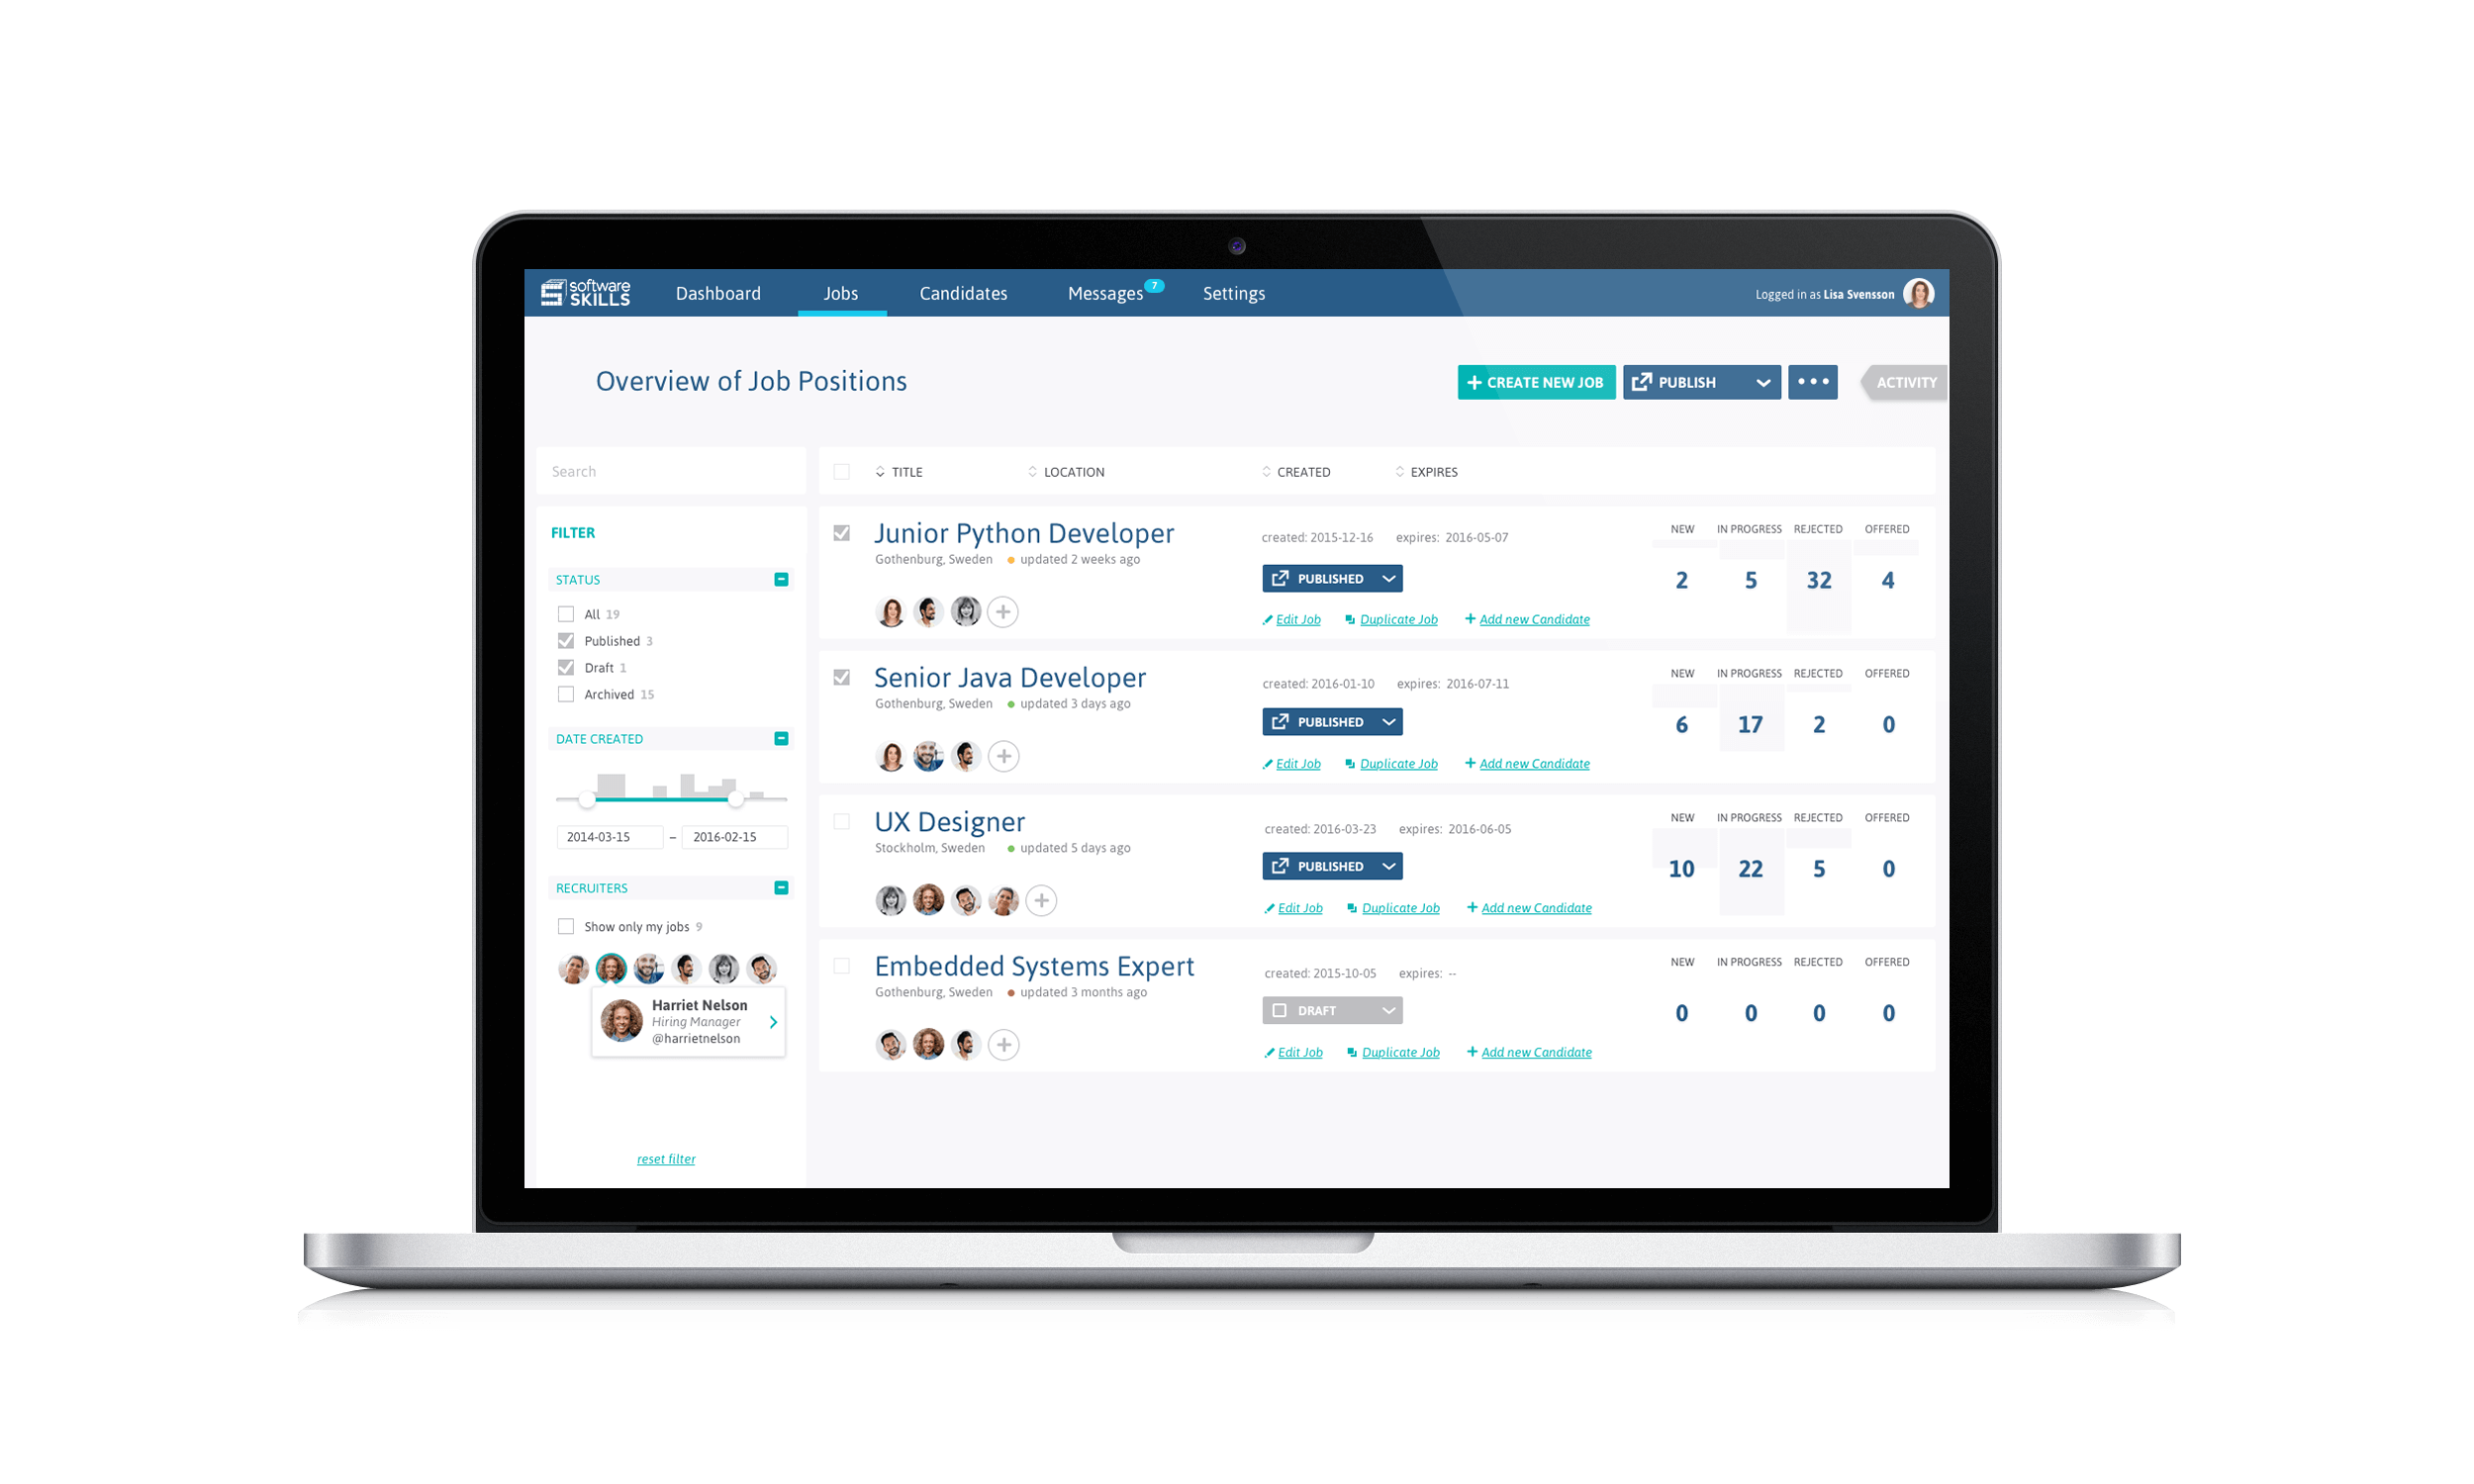 software
SKILLS
Dashboard
Jobs
Candidates
Messages 7
Settings
Logged in as Lisa Svensson
Overview of Job Positions
+ CREATE NEW JOB
PUBLISH
ACTIVITY
Search
TITLE
LOCATION
CREATED
EXPIRES
FILTER
STATUS
All 19
Published 3
Draft 1
Archived 15
DATE CREATED
2014-03-15 – 2016-02-15
RECRUITERS
Show only my jobs 9
Harriet Nelson
Hiring Manager
@harrietnelson
reset filter
Junior Python Developer
Gothenburg, Sweden updated 2 weeks ago
created: 2015-12-16 expires: 2016-05-07
PUBLISHED
Edit Job Duplicate Job + Add new Candidate
NEW IN PROGRESS REJECTED OFFERED
2 5 32 4
Senior Java Developer
Gothenburg, Sweden updated 3 days ago
created: 2016-01-10 expires: 2016-07-11
PUBLISHED
Edit Job Duplicate Job + Add new Candidate
NEW IN PROGRESS REJECTED OFFERED
6 17 2 0
UX Designer
Stockholm, Sweden updated 5 days ago
created: 2016-03-23 expires: 2016-06-05
PUBLISHED
Edit Job Duplicate Job + Add new Candidate
NEW IN PROGRESS REJECTED OFFERED
10 22 5 0
Embedded Systems Expert
Gothenburg, Sweden updated 3 months ago
created: 2015-10-05 expires: --
DRAFT
Edit Job Duplicate Job + Add new Candidate
NEW IN PROGRESS REJECTED OFFERED
0 0 0 0